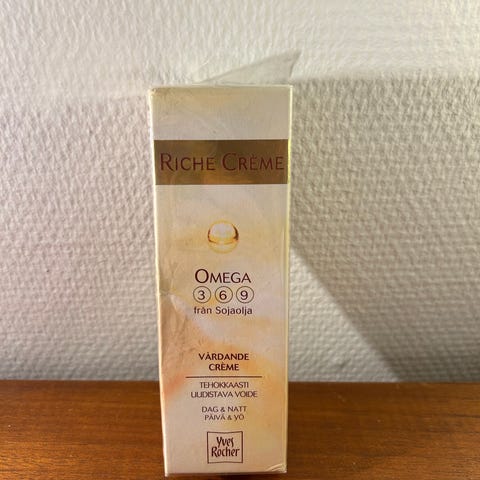 RICHE CRÈME
OMEGA
3 6 9
från Sojaolja
VÅRDANDE
CRÈME
TEHOKKAASTI
UUDISTAVA VOIDE
DAG & NATT
PÄIVÄ & YÖ
Yves
Rocher